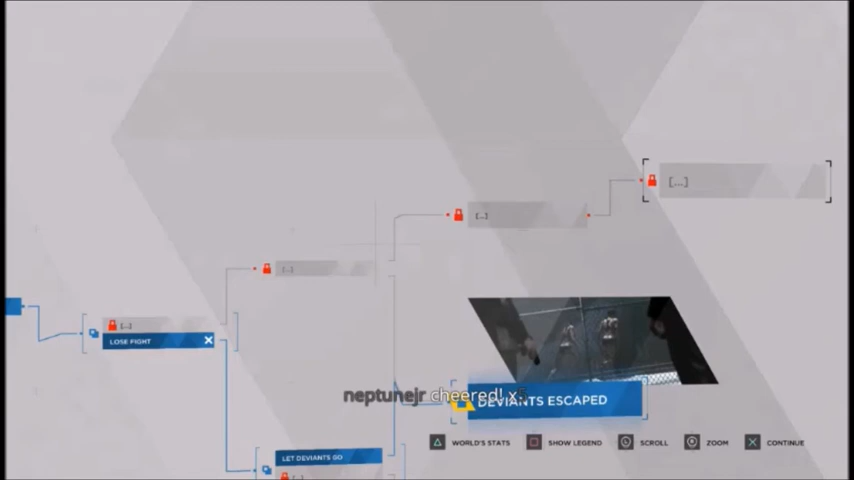 [...]
[...]
[...]
[...]
LOSE FIGHT
neptunejr cheered! x5
DEVIANTS ESCAPED
WORLD'S STATS
SHOW LEGEND
SCROLL
ZOOM
CONTINUE
LET DEVIANTS GO
[...]